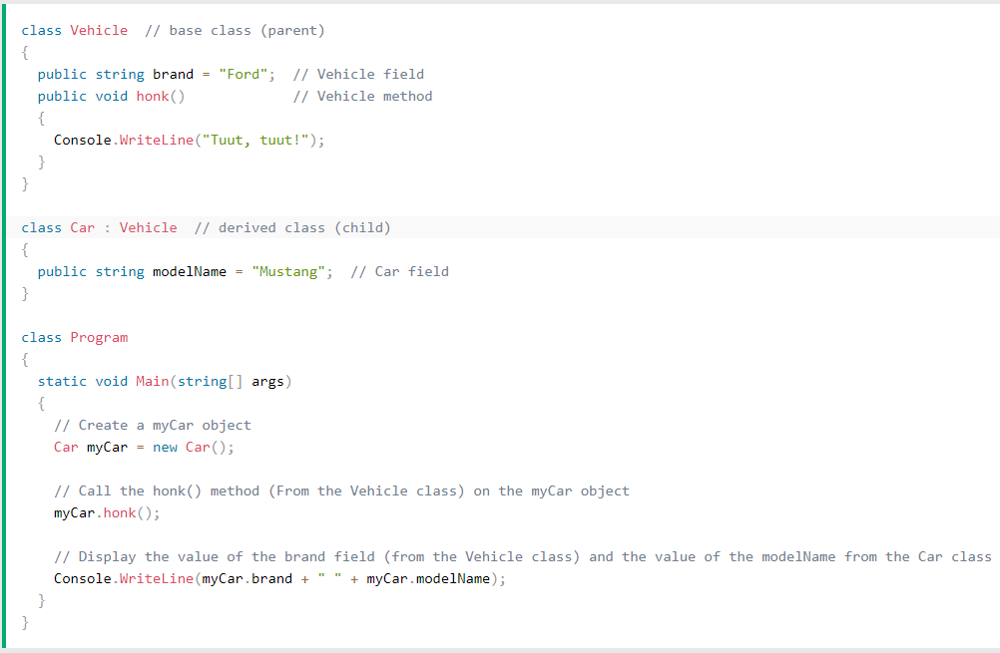 class Vehicle  // base class (parent)
{
  public string brand = "Ford";  // Vehicle field
  public void honk()             // Vehicle method
  {
    Console.WriteLine("Tuut, tuut!");
  }
}
class Car : Vehicle  // derived class (child)
{
  public string modelName = "Mustang";  // Car field
}
class Program
{
  static void Main(string[] args)
  {
    // Create a myCar object
    Car myCar = new Car();
    // Call the honk() method (From the Vehicle class) on the myCar object
    myCar.honk();
    // Display the value of the brand field (from the Vehicle class) and the value of the modelName from the Car class
    Console.WriteLine(myCar.brand + " " + myCar.modelName);
  }
}